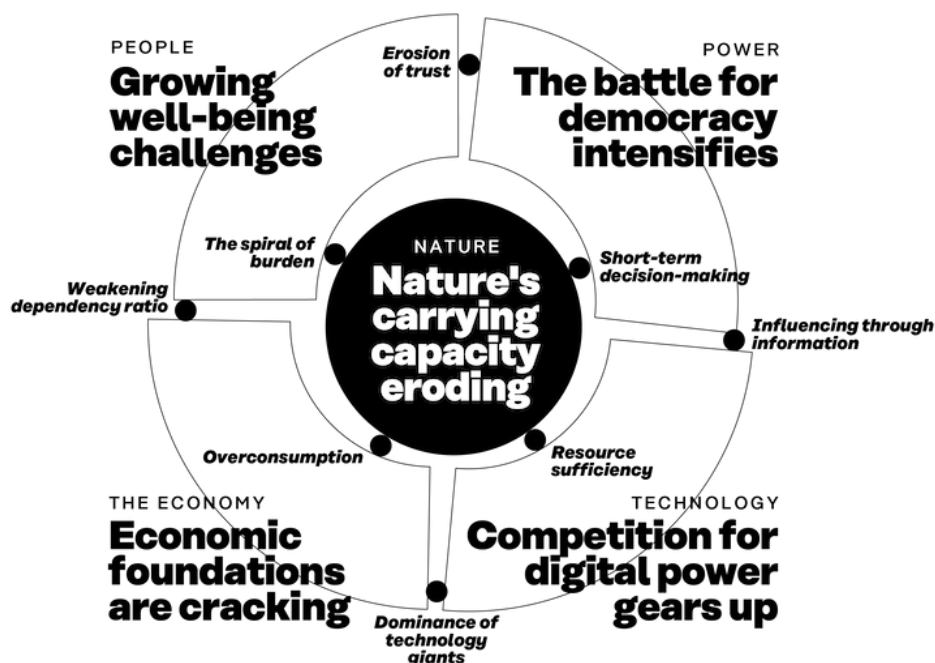 PEOPLE
Growing
well-being
challenges
Erosion
of trust
POWER
The battle for
democracy
intensifies
The spiral of
burden
NATURE
Nature's
carrying
capacity
eroding
Short-term
decision-making
Weakening
dependency ratio
Influencing through
information
Overconsumption
Resource
sufficiency
THE ECONOMY
Economic
foundations
are cracking
TECHNOLOGY
Competition for
digital power
gears up
Dominance of
technology
giants